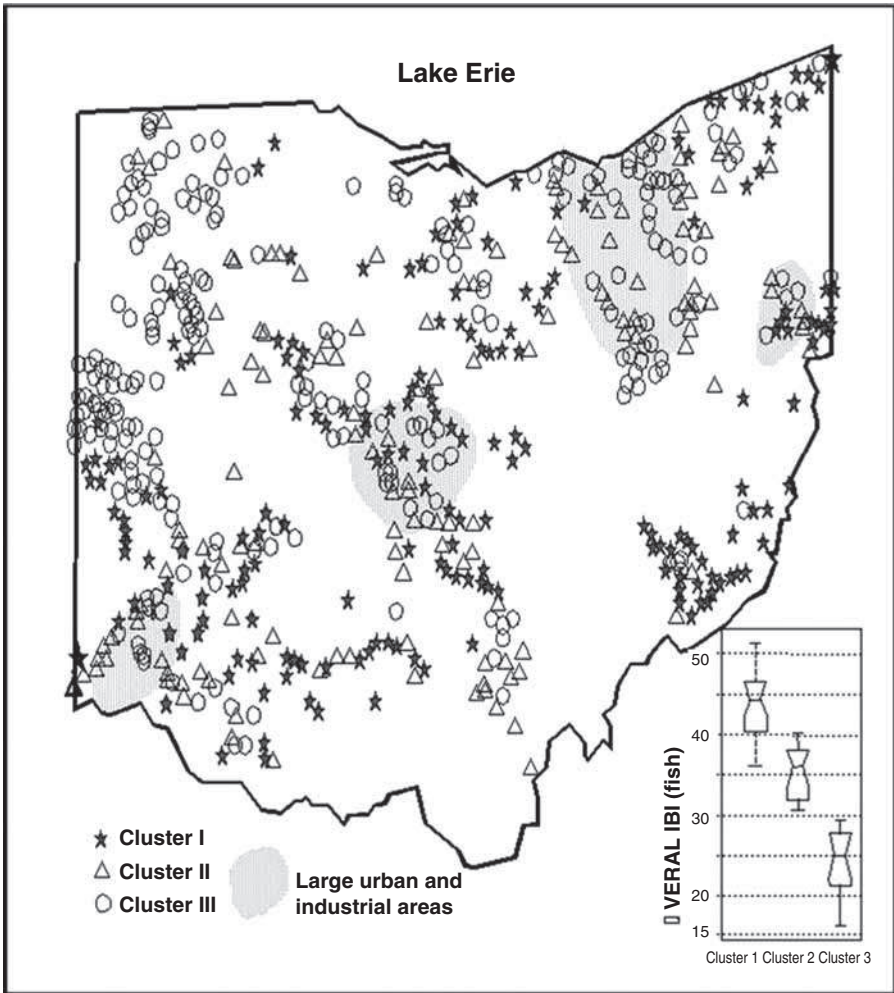 Lake Erie
Cluster I
Cluster II
Cluster III
Large urban and
industrial areas
VERAL IBI (fish)
50
40
30
20
15
Cluster 1 Cluster 2 Cluster 3